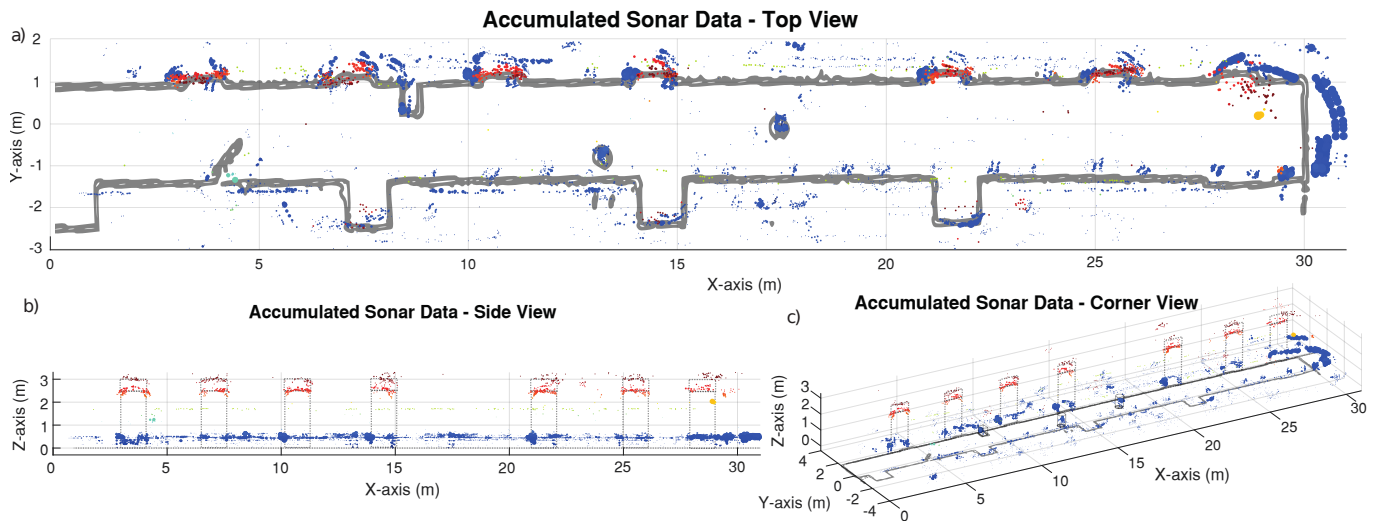 Accumulated Sonar Data - Top View
a)
2
1
0
-1
-2
-3
Y-axis (m)
0 5 10 15 20 25 30
X-axis (m)
b)
Accumulated Sonar Data - Side View
3
2
1
0
Z-axis (m)
0 5 10 15 20 25 30
X-axis (m)
c)
Accumulated Sonar Data - Corner View
3
2
1
0
Z-axis (m)
4
2
0
-2
-4
Y-axis (m)
0 5 10 15 20 25 30
X-axis (m)